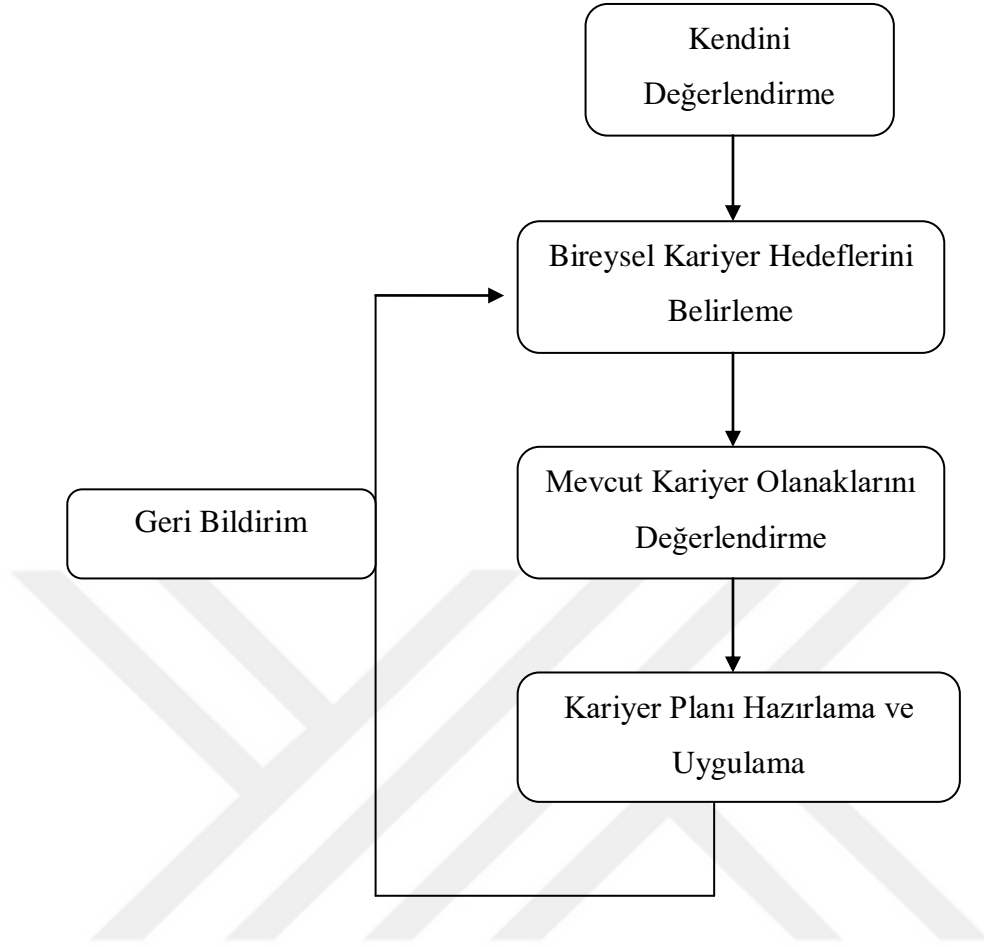 Kendini
Değerlendirme
Bireysel Kariyer Hedeflerini
Belirleme
Mevcut Kariyer Olanaklarını
Değerlendirme
Geri Bildirim
Kariyer Planı Hazırlama ve
Uygulama